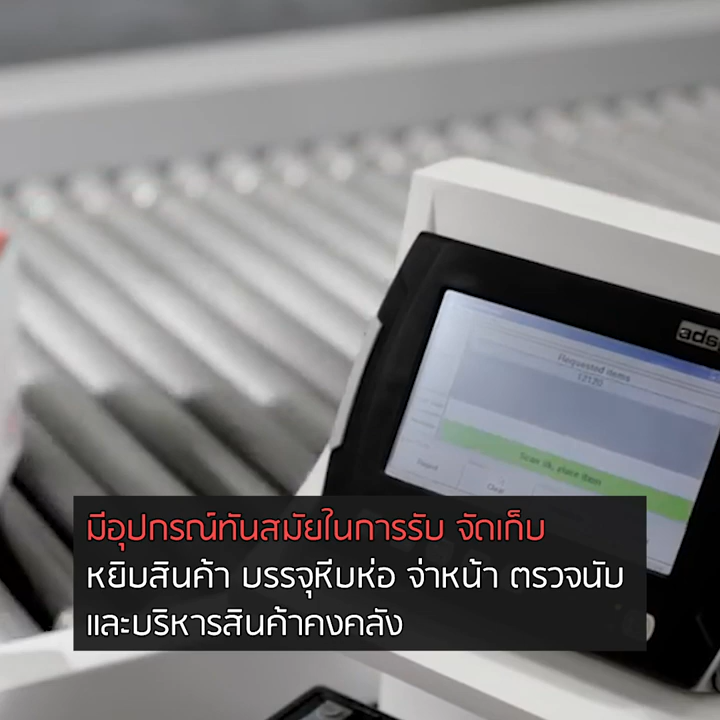 ads
Requested items
12120
Scan lik, place item
Clear
มีอุปกรณ์ทันสมัยในการรับ จัดเก็บ
หยิบสินค้า บรรจุหีบห่อ จ่าหน้า ตรวจนับ
และบริหารสินค้าคงคลัง